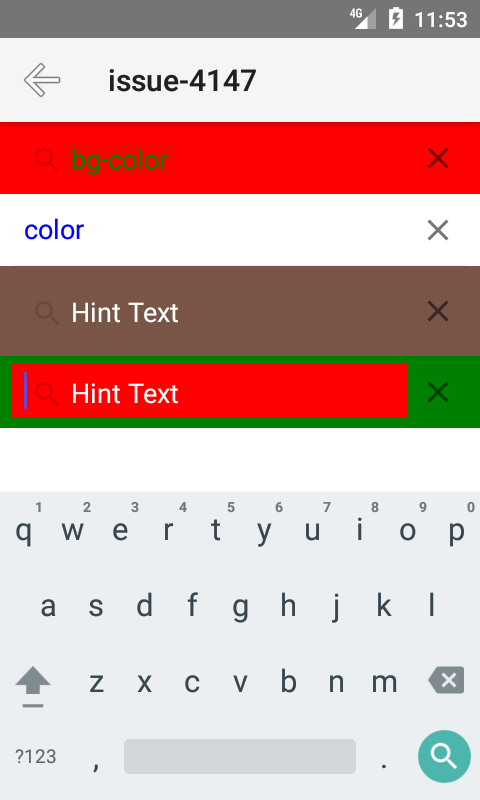 4G 11:53
issue-4147
bg-color
color
Hint Text
Hint Text
1 2 3 4 5 6 7 8 9 0
q w e r t y u i o p
a s d f g h j k l
z x c v b n m
?123 , .